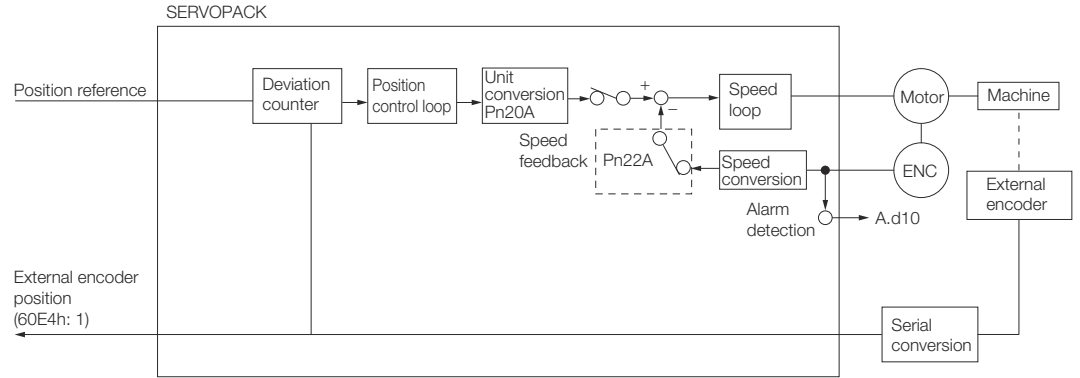 SERVOPACK
Position reference
Deviation
counter
Position
control loop
Unit
conversion
Pn20A
+
−
Speed
loop
Motor
Machine
Speed
feedback
Pn22A
Speed
conversion
ENC
External
encoder
Alarm
detection
A.d10
External encoder
position
(60E4h: 1)
Serial
conversion